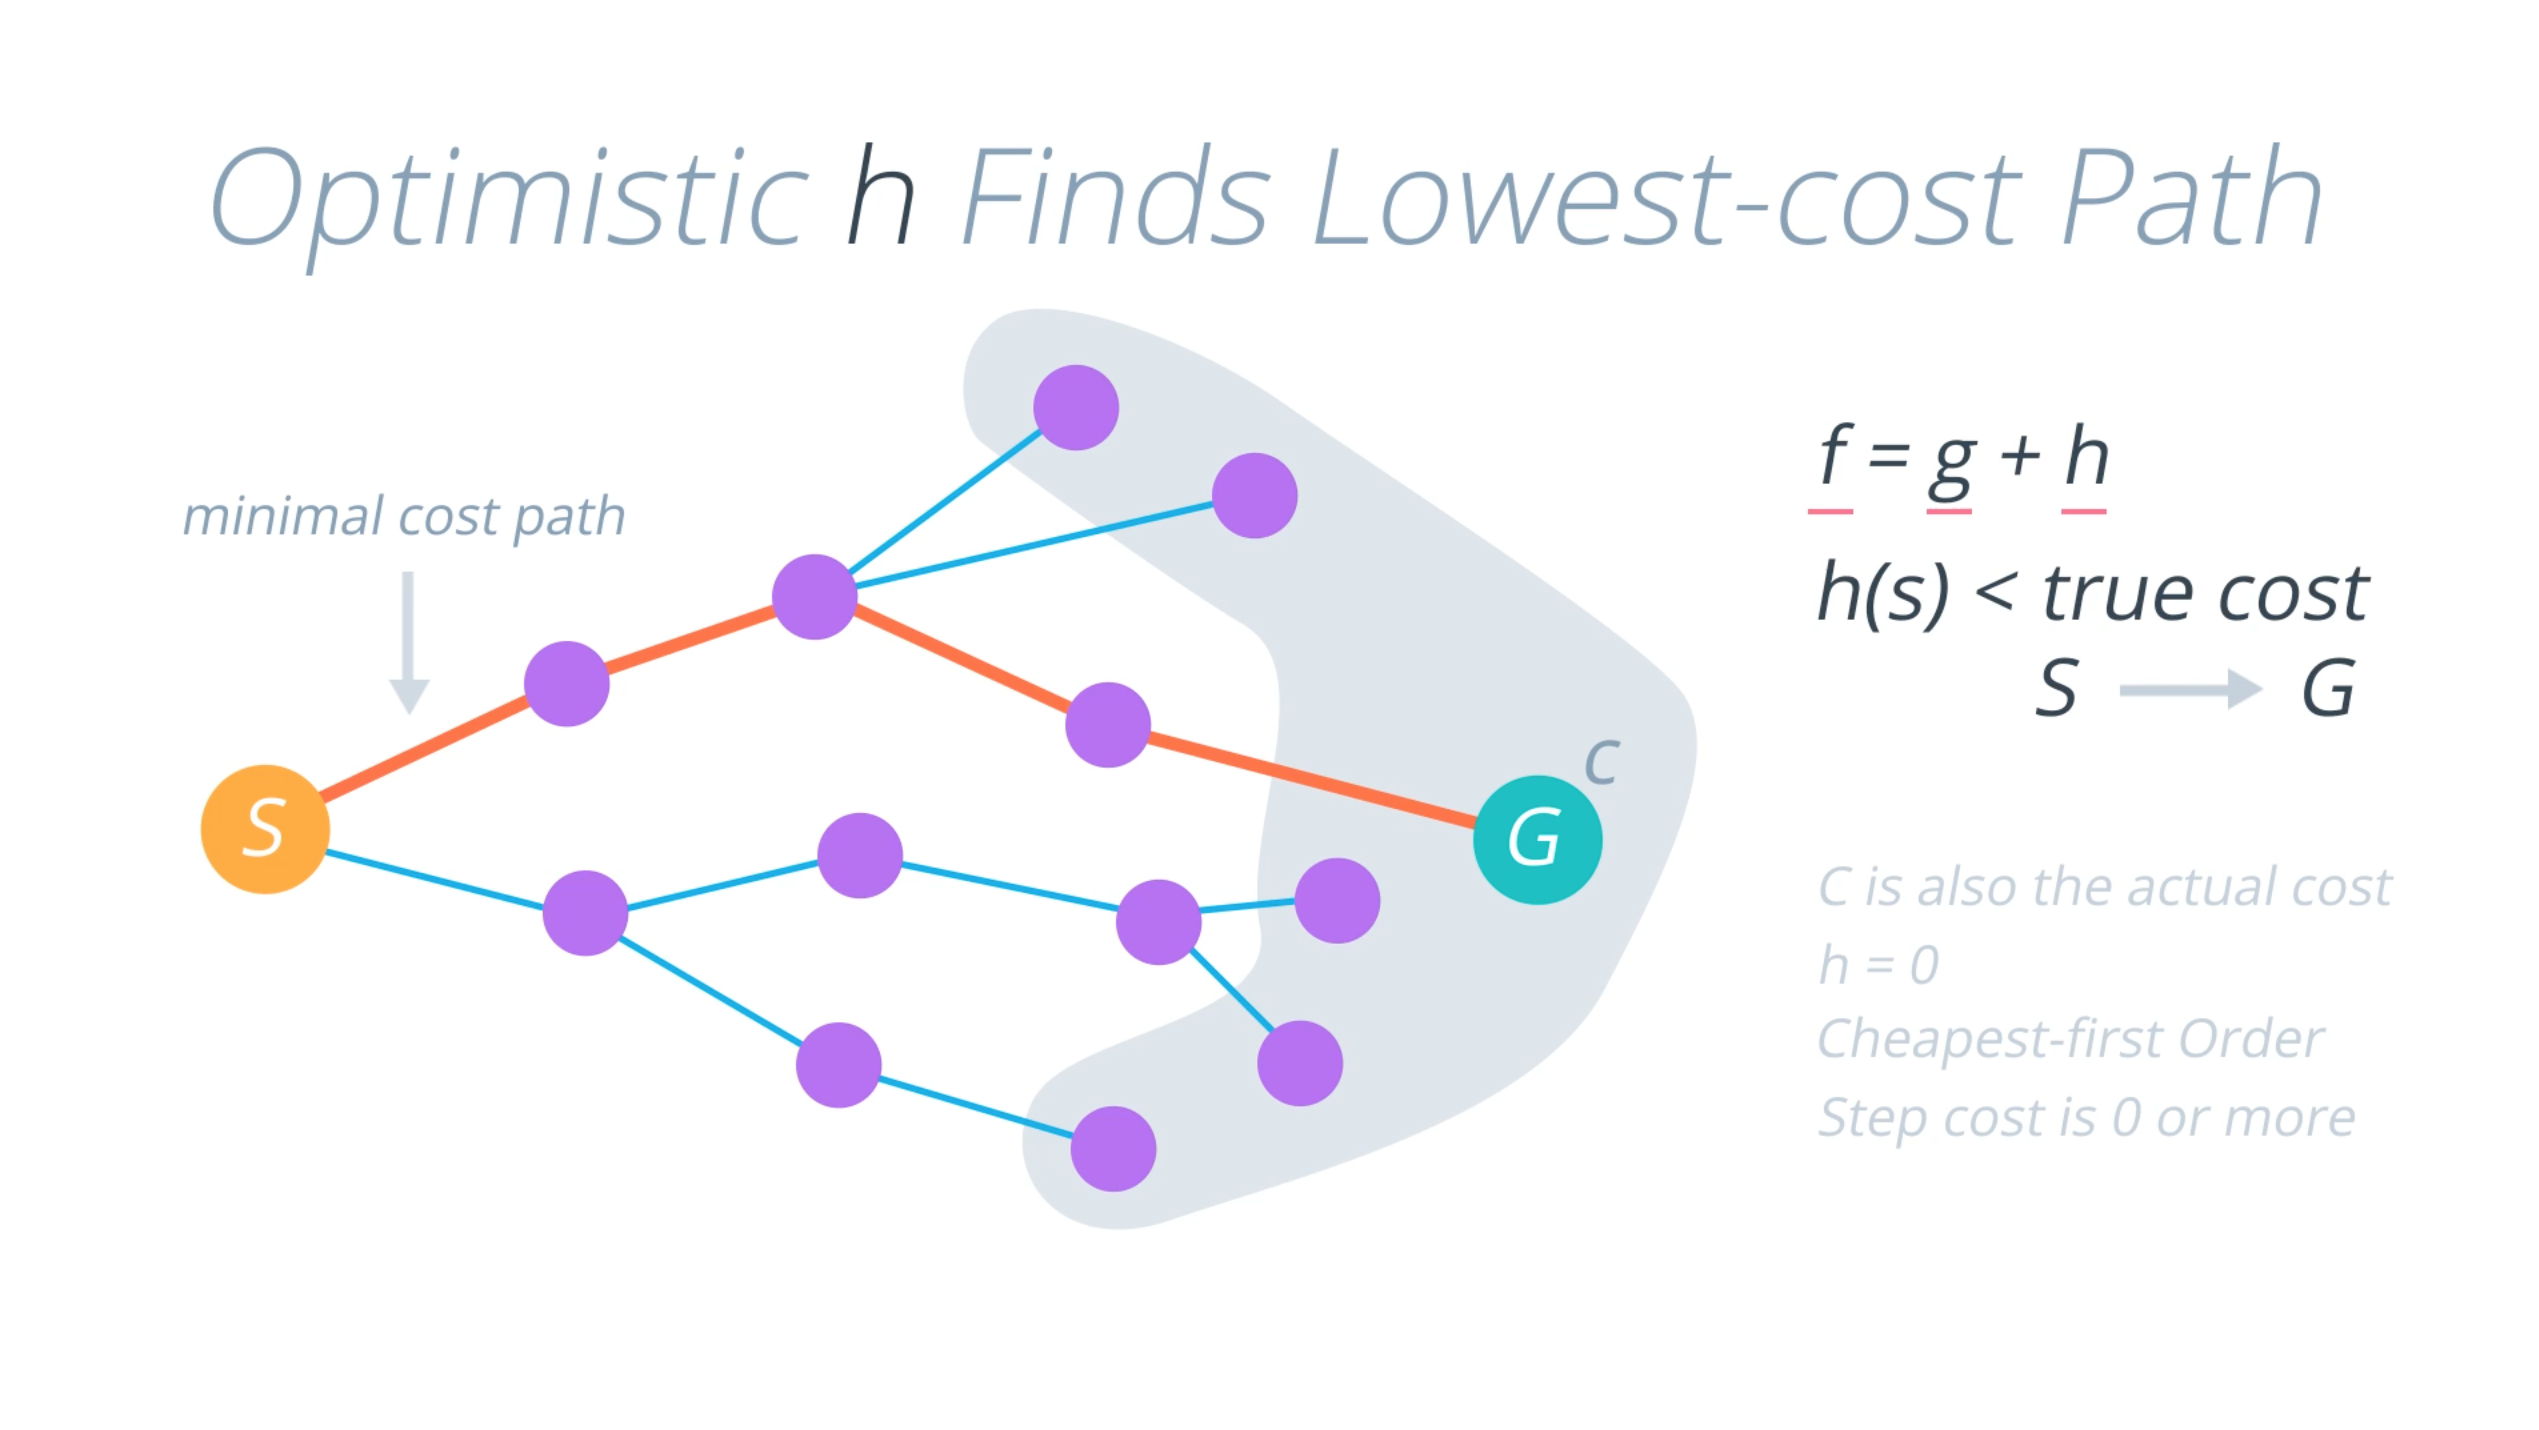 Optimistic h Finds Lowest-cost Path
minimal cost path
S
G
c
f = g + h
h(s) < true cost
S G
C is also the actual cost
h = 0
Cheapest-first Order
Step cost is 0 or more